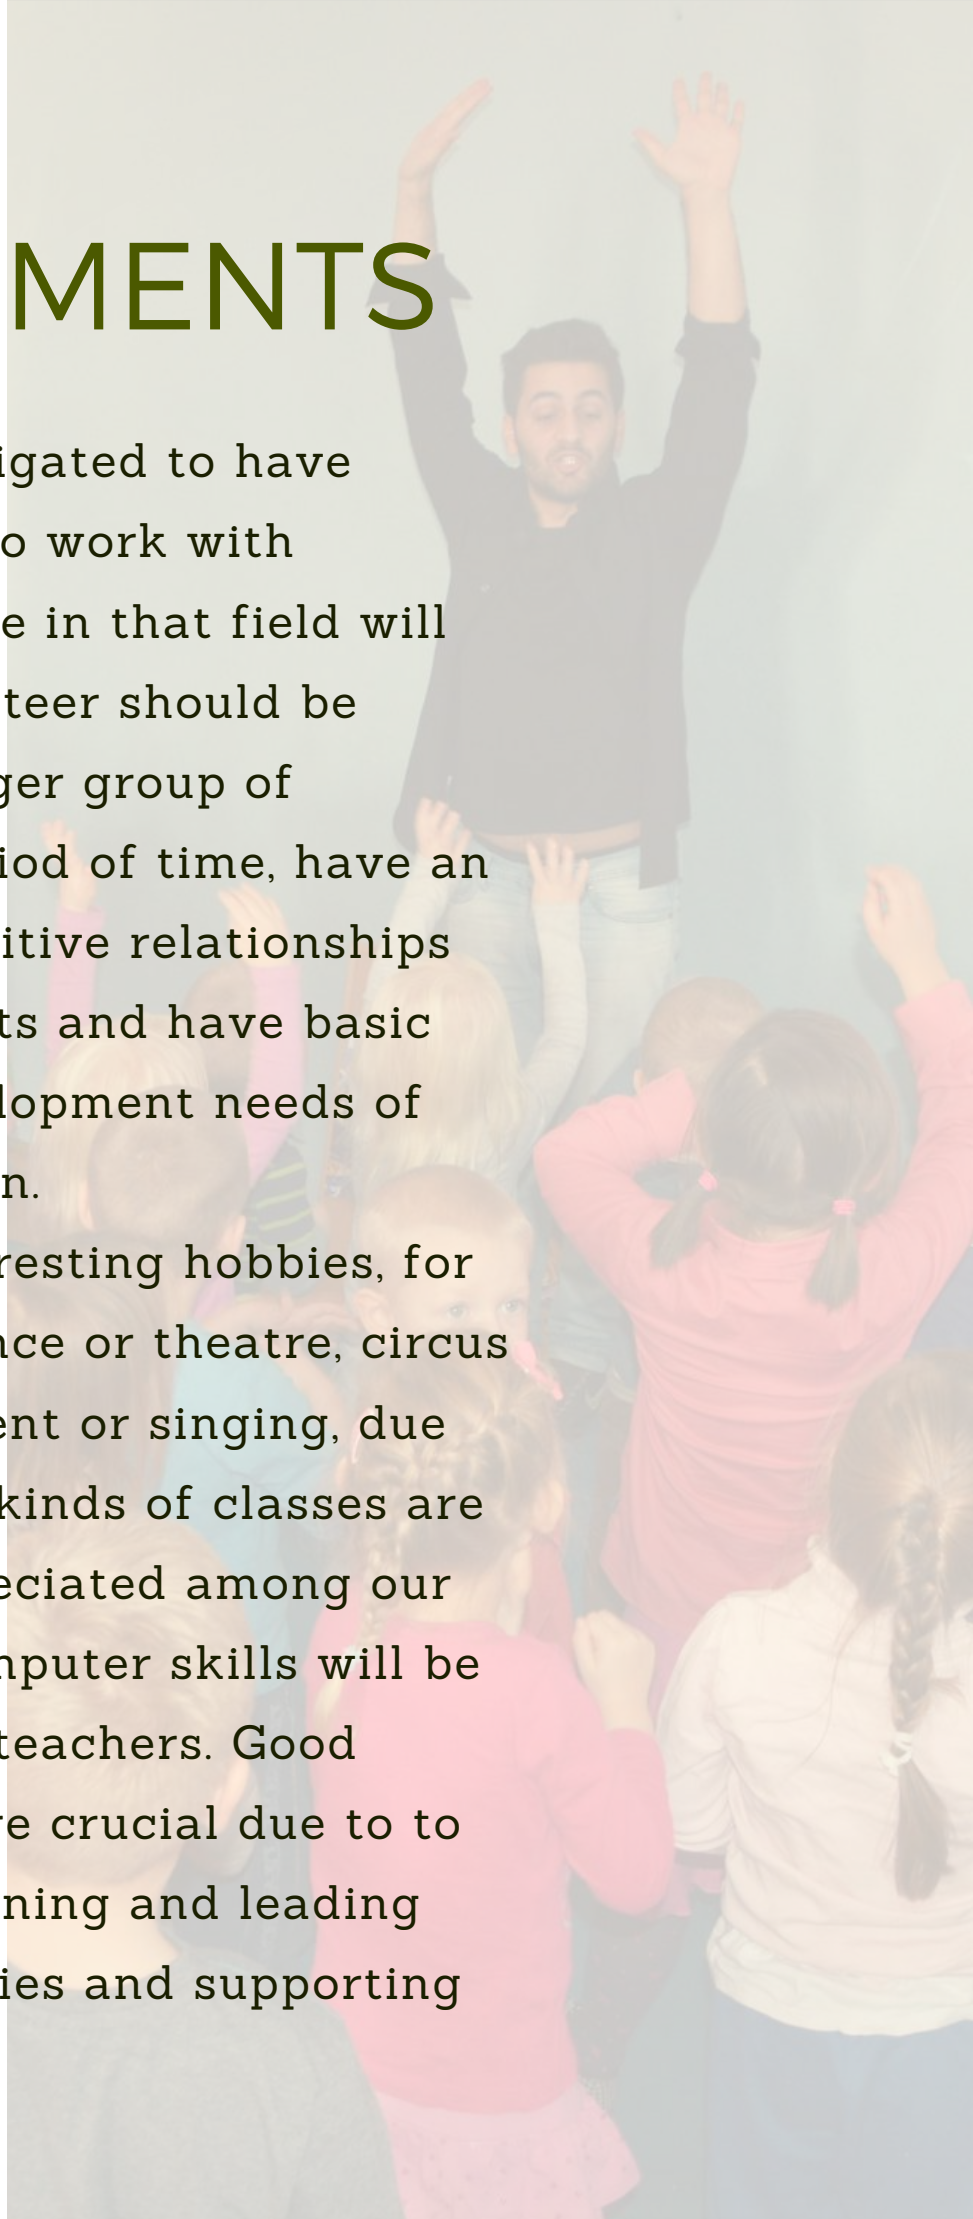 MENTS
igated to have
o work with
e in that field will
teer should be
ger group of
iod of time, have an
itive relationships
ts and have basic
lopment needs of
n.
resting hobbies, for
nce or theatre, circus
ent or singing, due
kinds of classes are
eciated among our
mputer skills will be
teachers. Good
re crucial due to to
ning and leading
ies and supporting